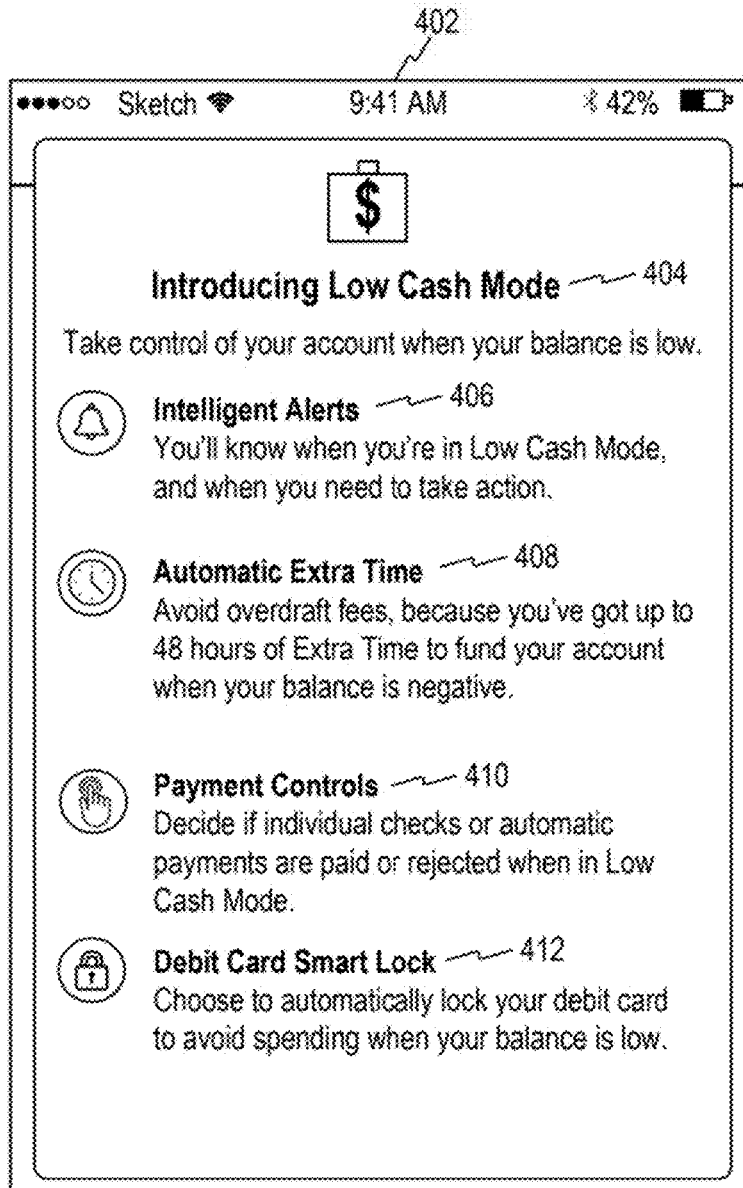 402
Sketch 9:41 AM 42%
$
Introducing Low Cash Mode 404
Take control of your account when your balance is low.
Intelligent Alerts 406
You'll know when you're in Low Cash Mode,
and when you need to take action.
Automatic Extra Time 408
Avoid overdraft fees, because you've got up to
48 hours of Extra Time to fund your account
when your balance is negative.
Payment Controls 410
Decide if individual checks or automatic
payments are paid or rejected when in Low
Cash Mode.
Debit Card Smart Lock 412
Choose to automatically lock your debit card
to avoid spending when your balance is low.